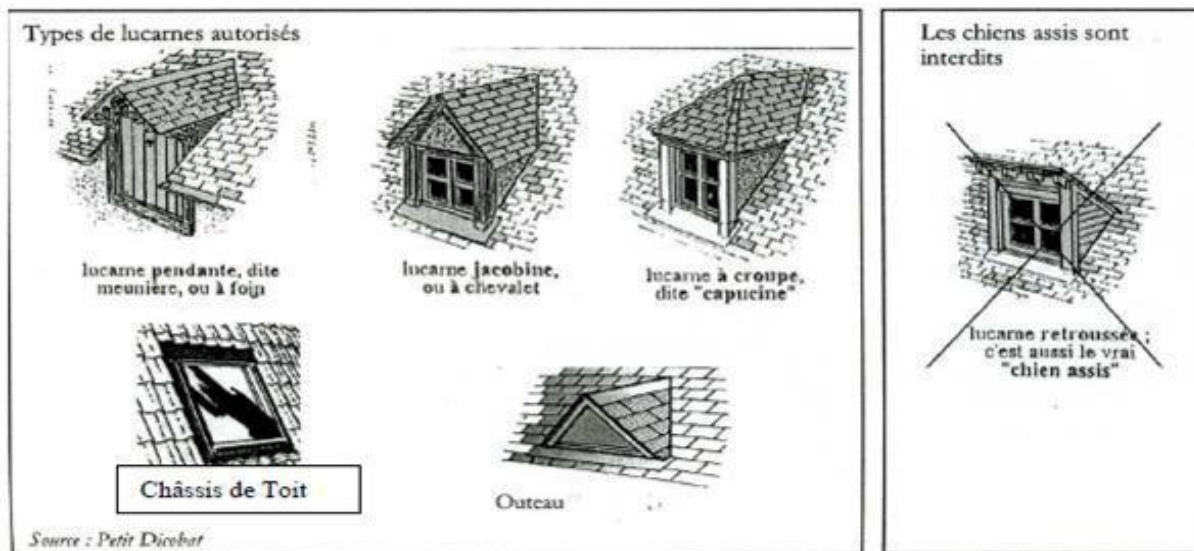 Types de lucarnes autorisés
lucarne pendante, dite
meunière, ou à foin
lucarne jacobine,
ou à chevalet
lucarne à croupe,
dite "capucine"
Châssis de Toit
Outeau
Source : Petit Dicobat
Les chiens assis sont
interdits
lucarne retroussée ;
c'est aussi le vrai
"chien assis"